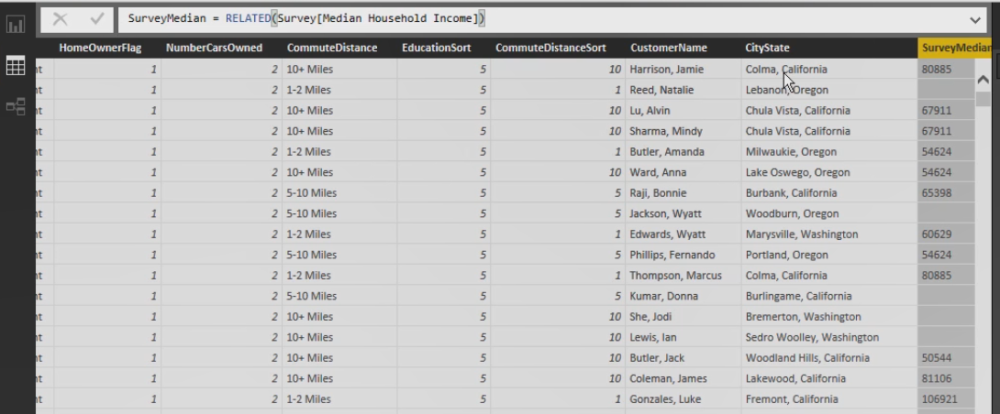 SurveyMedian = RELATED(Survey[Median Household Income])
HomeOwnerFlag NumberCarsOwned CommuteDistance EducationSort CommuteDistanceSort CustomerName CityState SurveyMedian
nt 1 2 10+ Miles 5 10 Harrison, Jamie Colma, California 80885
nt 1 2 1-2 Miles 5 1 Reed, Natalie Lebanon, Oregon
nt 1 2 10+ Miles 5 10 Lu, Alvin Chula Vista, California 67911
nt 1 2 10+ Miles 5 10 Sharma, Mindy Chula Vista, California 67911
nt 1 2 1-2 Miles 5 1 Butler, Amanda Milwaukie, Oregon 54624
nt 1 2 10+ Miles 5 10 Ward, Anna Lake Oswego, Oregon 54624
nt 1 2 5-10 Miles 5 5 Raji, Bonnie Burbank, California 65398
nt 1 2 5-10 Miles 5 5 Jackson, Wyatt Woodburn, Oregon
nt 1 2 1-2 Miles 5 1 Edwards, Wyatt Marysville, Washington 60629
nt 1 2 5-10 Miles 5 5 Phillips, Fernando Portland, Oregon 54624
nt 1 2 1-2 Miles 5 1 Thompson, Marcus Colma, California 80885
nt 1 2 5-10 Miles 5 5 Kumar, Donna Burlingame, California
nt 1 2 10+ Miles 5 10 She, Jodi Bremerton, Washington
nt 1 2 10+ Miles 5 10 Lewis, Ian Sedro Woolley, Washington
nt 1 2 10+ Miles 5 10 Butler, Jack Woodland Hills, California 50544
nt 1 2 10+ Miles 5 10 Coleman, James Lakewood, California 81106
nt 1 2 1-2 Miles 5 1 Gonzales, Luke Fremont, California 106921